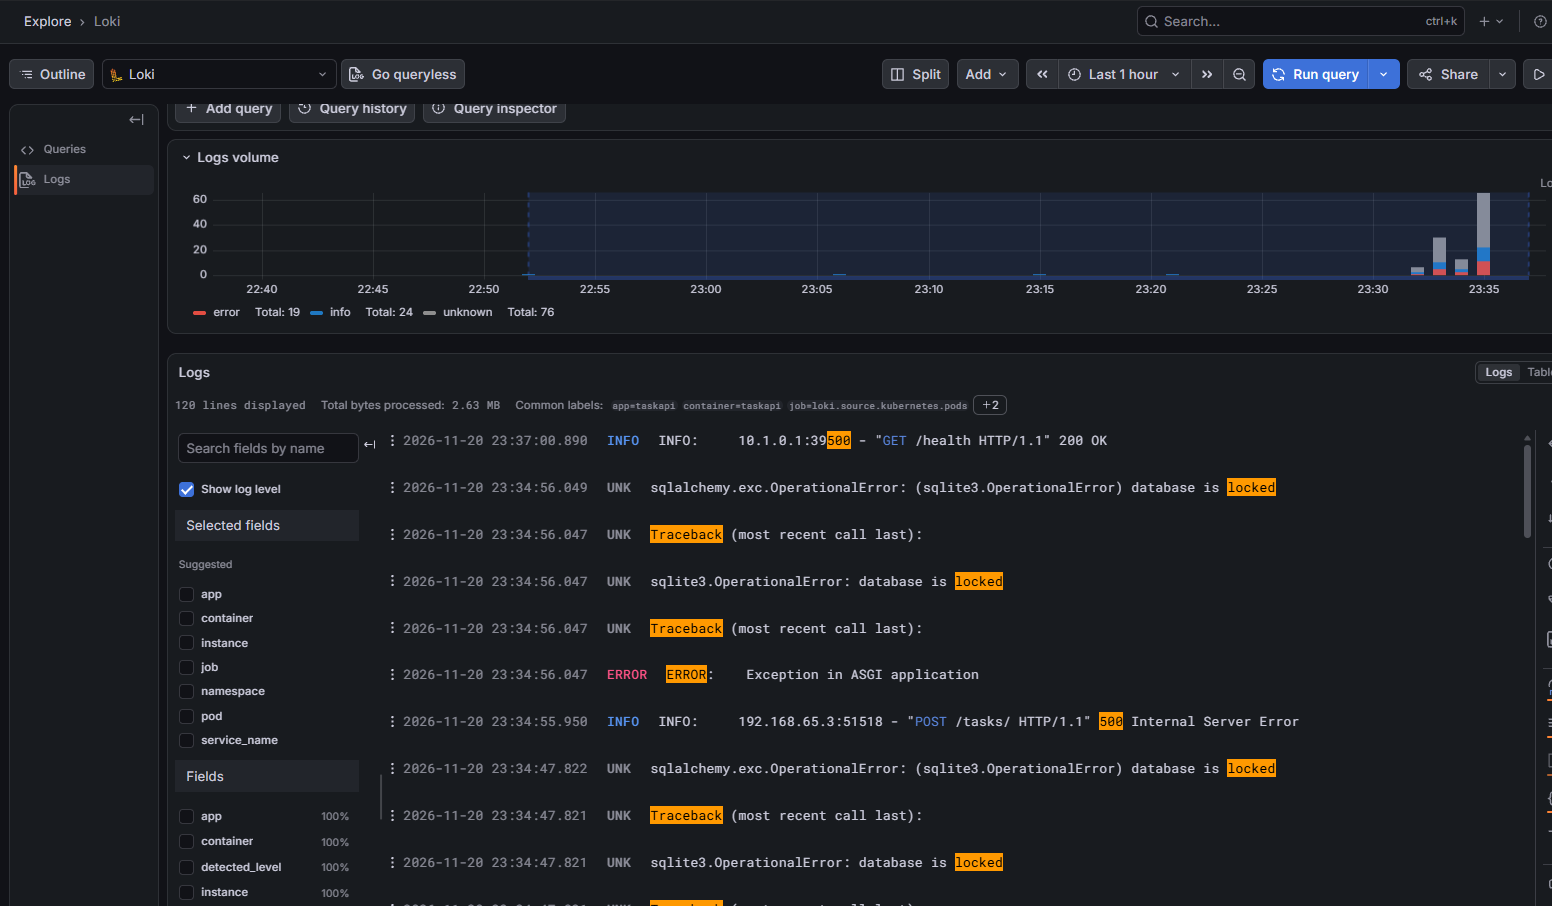 Explore › Loki
Search... ctrl+k
Outline Loki Go queryless Split Add Last 1 hour Run query Share
Add query Query history Query inspector
Queries
Logs
Logs volume
60
40
20
0
22:40 22:45 22:50 22:55 23:00 23:05 23:10 23:15 23:20 23:25 23:30 23:35
error Total: 19 info Total: 24 unknown Total: 76
Logs
Logs
120 lines displayed Total bytes processed: 2.63 MB Common labels: app=taskapi container=taskapi job=loki.source.kubernetes.pods +2
Search fields by name
Show log level
Selected fields
Suggested
app
container
instance
job
namespace
pod
service_name
Fields
app 100%
container 100%
detected_level 100%
instance 100%
2026-11-20 23:37:00.890 INFO INFO: 10.1.0.1:39500 - "GET /health HTTP/1.1" 200 OK
2026-11-20 23:34:56.049 UNK sqlalchemy.exc.OperationalError: (sqlite3.OperationalError) database is locked
2026-11-20 23:34:56.047 UNK Traceback (most recent call last):
2026-11-20 23:34:56.047 UNK sqlite3.OperationalError: database is locked
2026-11-20 23:34:56.047 UNK Traceback (most recent call last):
2026-11-20 23:34:56.047 ERROR ERROR: Exception in ASGI application
2026-11-20 23:34:55.950 INFO INFO: 192.168.65.3:51518 - "POST /tasks/ HTTP/1.1" 500 Internal Server Error
2026-11-20 23:34:47.822 UNK sqlalchemy.exc.OperationalError: (sqlite3.OperationalError) database is locked
2026-11-20 23:34:47.821 UNK Traceback (most recent call last):
2026-11-20 23:34:47.821 UNK sqlite3.OperationalError: database is locked